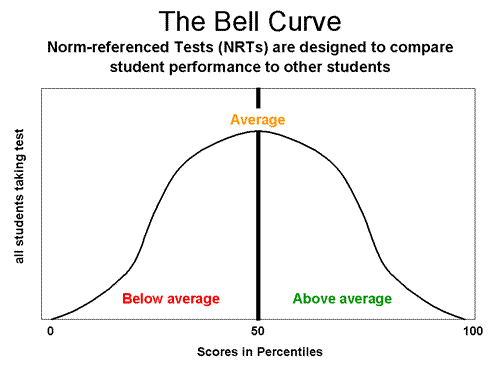 The Bell Curve
Norm-referenced Tests (NRTs) are designed to compare
student performance to other students
Average
all students taking test
Below average
Above average
0
50
100
Scores in Percentiles